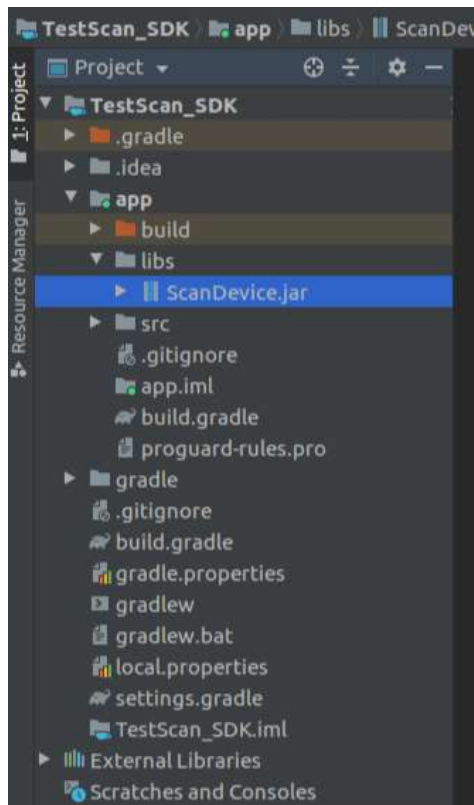 TestScan_SDK app libs ScanDev
Project
1: Project
Resource Manager
TestScan_SDK
.gradle
.idea
app
build
libs
ScanDevice.jar
src
.gitignore
app.iml
build.gradle
proguard-rules.pro
gradle
.gitignore
build.gradle
gradle.properties
gradlew
gradlew.bat
local.properties
settings.gradle
TestScan_SDK.iml
External Libraries
Scratches and Consoles